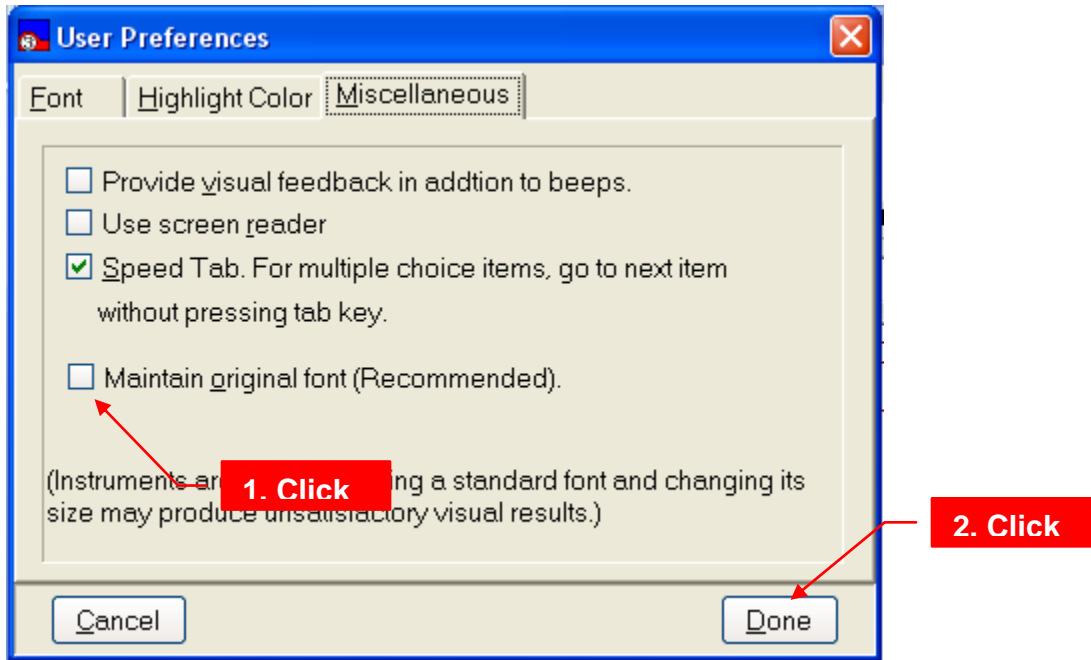 User Preferences
Font
Highlight Color
Miscellaneous
Provide visual feedback in addtion to beeps.
Use screen reader
Speed Tab. For multiple choice items, go to next item
without pressing tab key.
Maintain original font (Recommended).
(Instruments
1. Click
a standard font and changing its
size may produce unsatisfactory visual results.)
2. Click
Cancel
Done